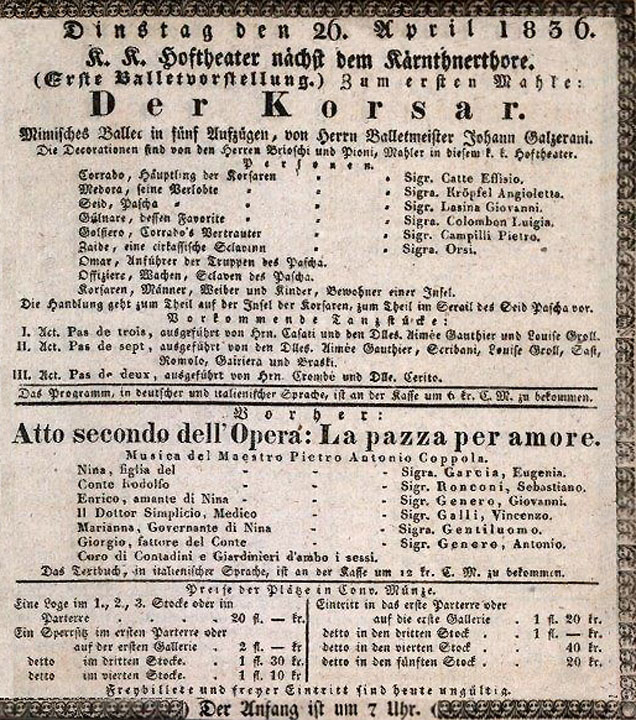 Dinstag den 26. April 1836.
K. K. Hoftheater nächst dem Kärnthnerthore.
(Erste Balletvorstellung.) Zum ersten Mahle:
Der Korsar.
Mimisches Ballet in fünf Aufzügen, von Herrn Balletmeister Johann Galzerani.
Die Decorationen sind von den Herren Brioschi und Pioni, Mahler in diesem k. k. Hoftheater.
Personen.
Corrado, Häuptling der Korsaren - - Sigr. Catte Effisio.
Medora, seine Verlobte - - Sigra. Kröpfel Angioletta.
Seid, Pascha - - - Sigr. Lasina Giovanni.
Gülnare, dessen Favorite - - Sigra. Colombon Luigia.
Golfiero, Corrado's Vertrauter - Sigr. Campilli Pietro.
Zaide, eine cirkassische Sclavinn - Sigra. Orsi.
Omar, Anführer der Truppen des Pascha.
Offiziere, Wachen, Sclaven des Pascha.
Korsaren, Männer, Weiber und Kinder, Bewohner einer Insel.
Die Handlung geht zum Theil auf der Insel der Korsaren, zum Theil im Serail des Seid Pascha vor.
Vorkommende Tanzstücke:
I. Act. Pas de trois, ausgeführt von Hrn. Casati und den Dlles. Aimée Gauthier und Louise Groll.
II. Act. Pas de sept, ausgeführt von den Dlles. Aimée Gauthier, Scribani, Louise Groll, Sast,
Romolo, Gairiera und Braski.
III. Act. Pas de deux, ausgeführt von Hrn. Crombé und Dlle. Cerito.
Das Programm, in deutscher und italienischer Sprache, ist an der Kasse um 6 kr. C. M. zu bekommen.
Vorher:
Atto secondo dell'Opera: La pazza per amore.
Musica del Maestro Pietro Antonio Coppola.
Nina, figlia del - - Sigra. Garcia, Eugenia.
Conte Rodolfo - - - Sigr. Ronconi, Sebastiano.
Enrico, amante di Nina - - - Sigr. Genero, Giovanni.
Il Dottor Simplicio, Medico - - Sigr. Galli, Vincenzo.
Marianna, Governante di Nina - - Sigra. Gentiluomo.
Giorgio, fattore del Conte - - Sigr. Genero, Antonio.
Coro di Contadini e Giardinieri d'ambo i sessi.
Das Textbuch, in italienischer Sprache, ist an der Kasse um 12 kr. C. M. zu bekommen.
Preise der Plätze in Conv. Münze.
Eine Loge im 1., 2., 3. Stocke oder im
Parterre . . . . 20 fl. — kr.
Ein Sperrsitz im ersten Parterre oder
auf der ersten Gallerie . 2 fl. — kr.
detto im dritten Stocke. . 1 fl. 30 kr.
detto im vierten Stocke. . 1 fl. 10 kr
Eintritt in das erste Parterre oder
auf die erste Gallerie . 1 fl. 20 kr.
detto in den dritten Stock . . 1 fl. — kr.
detto in den vierten Stock . . 40 kr.
detto in den fünften Stock . . 20 kr.
Freybillete und freyer Eintritt sind heute ungültig.
Der Anfang ist um 7 Uhr.